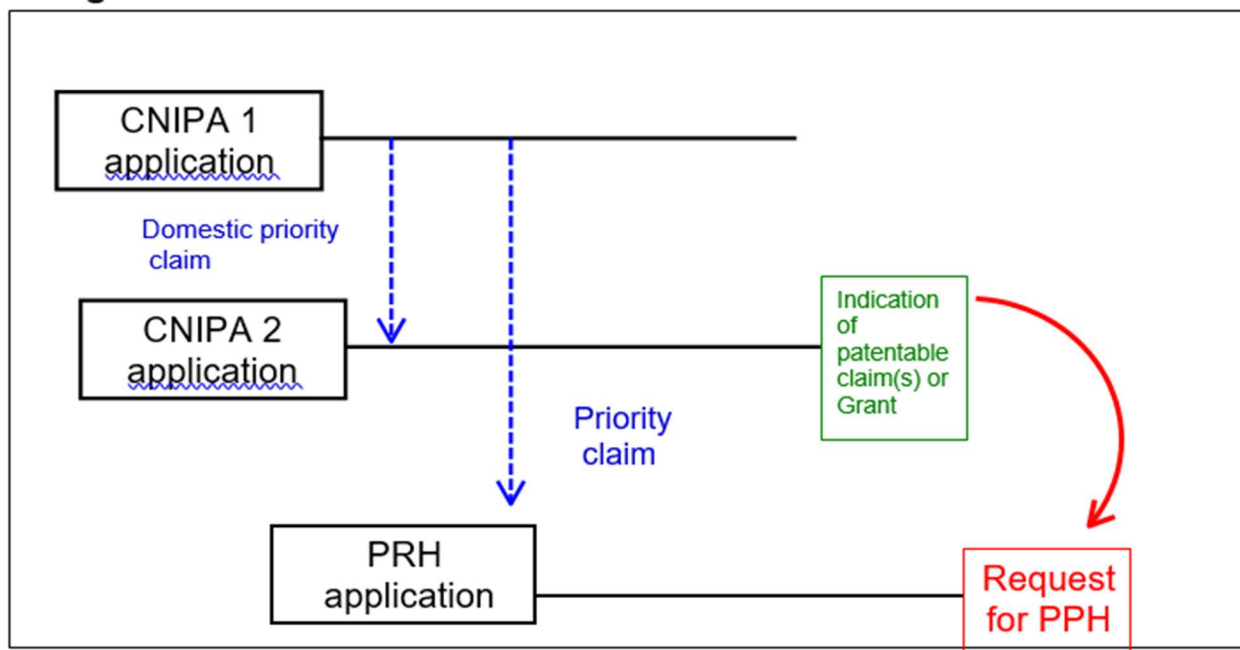 CNIPA 1
application
Domestic priority
claim
CNIPA 2
application
Indication
of
patentable
claim(s) or
Grant
Priority
claim
PRH
application
Request
for PPH